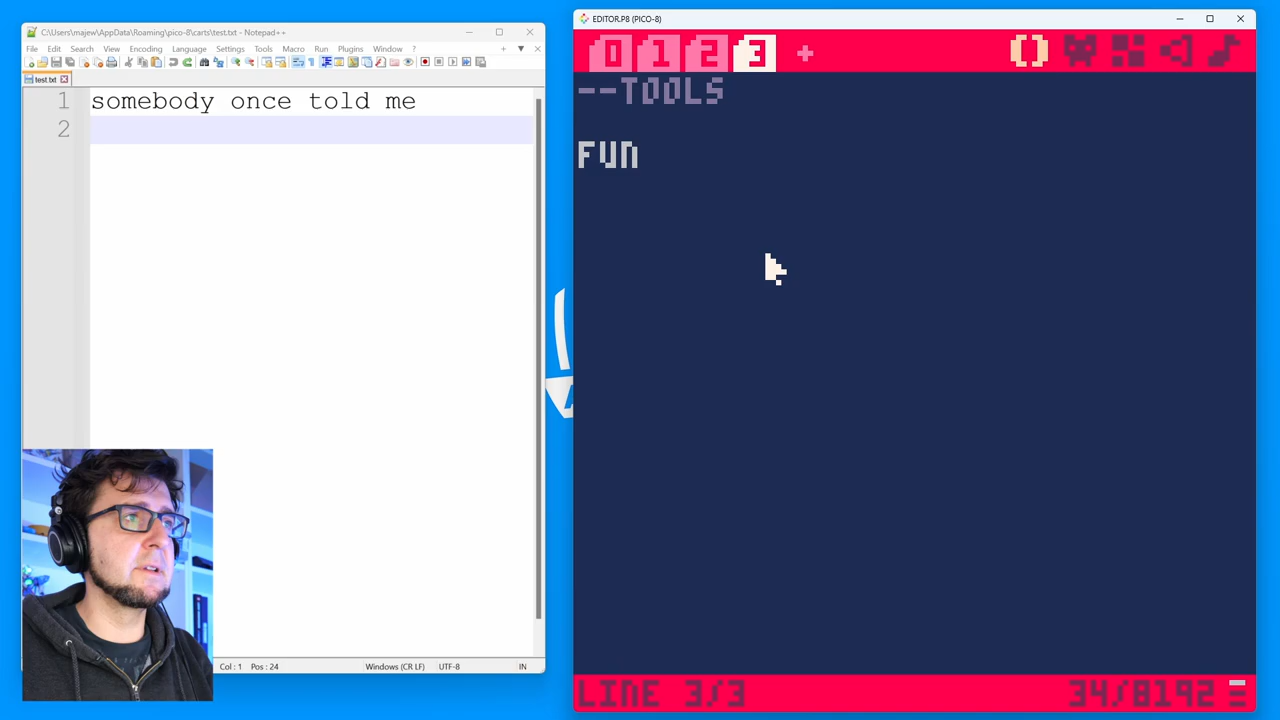 C:\Users\majew\AppData\Roaming\pico-8\carts\test.txt - Notepad++
File Edit Search View Encoding Language Settings Tools Macro Run Plugins Window ?
test.txt
1 somebody once told me
2
Col : 1 Pos : 24 Windows (CR LF) UTF-8 IN
EDITOR.P8 (PICO-8)
0 1 2 3 +
--TOOLS
FUN
LINE 3/3 34/8192